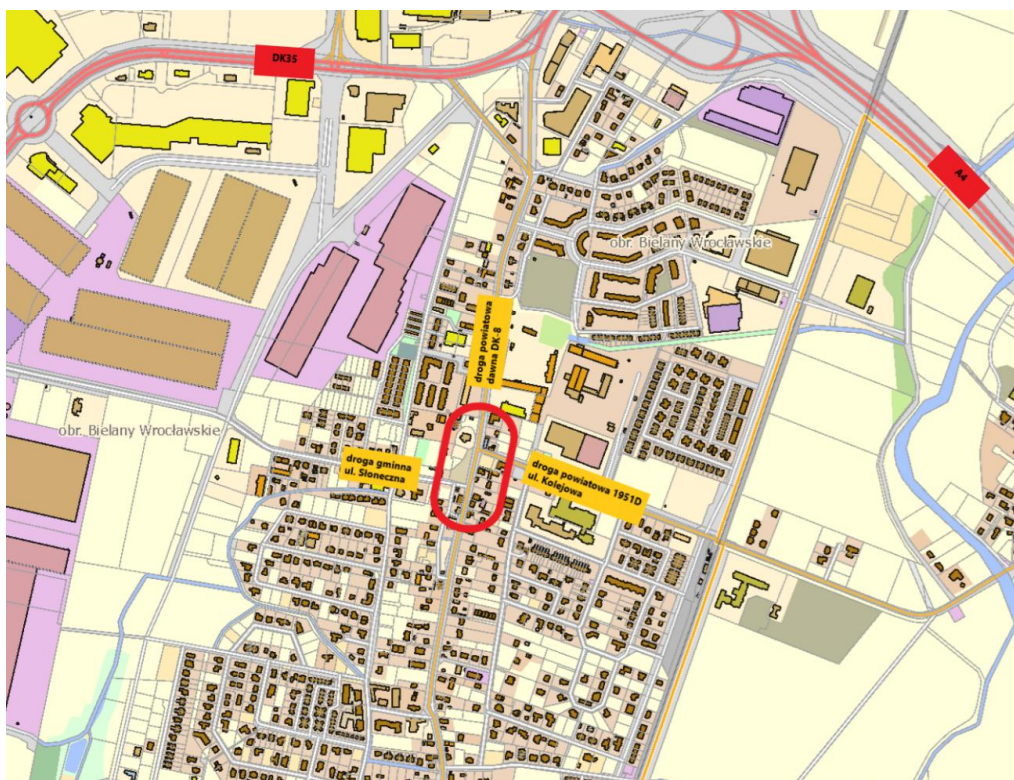 DK35
A4
obr. Bielany Wrocławskie
droga powiatowa
dawna DK-8
obr. Bielany Wrocławskie
droga gminna
ul. Słoneczna
droga powiatowa 1951D
ul. Kolejowa